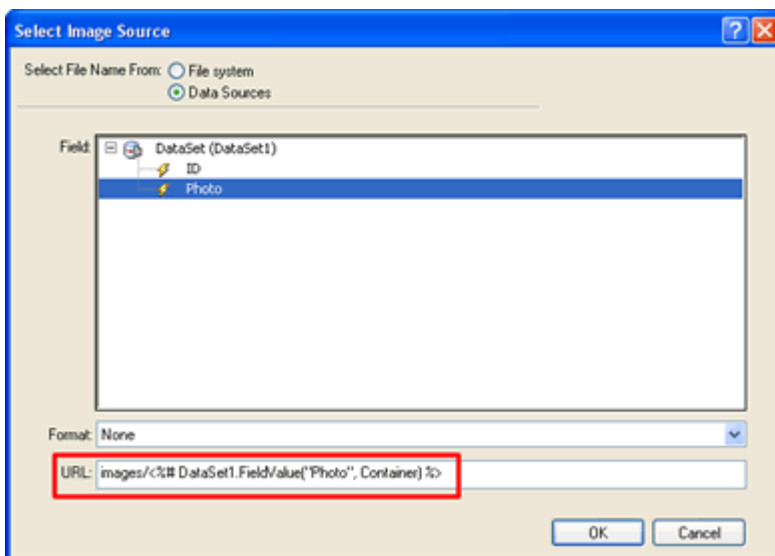 Select Image Source
Select File Name From: File system
Data Sources
Field: DataSet (DataSet1)
ID
Photo
Format: None
URL: images/<%# DataSet1.FieldValue("Photo", Container) %>
OK Cancel